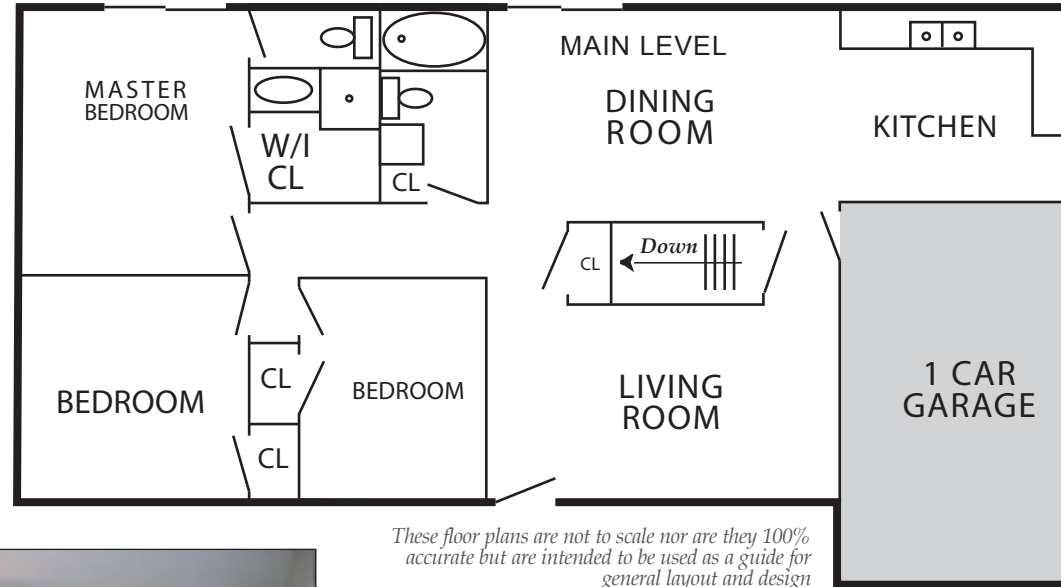 MAIN LEVEL
MASTER
BEDROOM
DINING
ROOM
KITCHEN
W/I
CL
CL
Down
CL
BEDROOM
CL
BEDROOM
CL
LIVING
ROOM
1 CAR
GARAGE
These floor plans are not to scale nor are they 100%
accurate but are intended to be used as a guide for
general layout and design